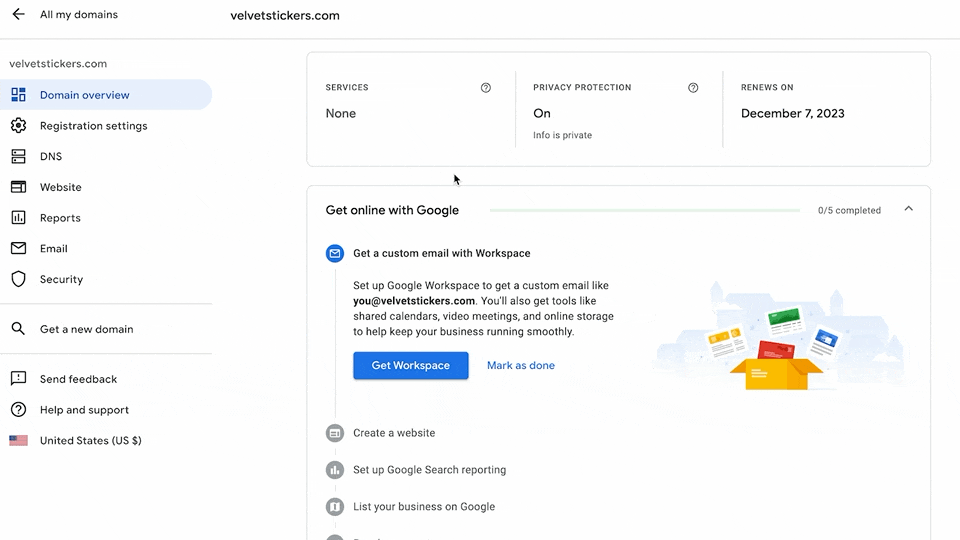 All my domains
velvetstickers.com
velvetstickers.com
Domain overview
Registration settings
DNS
Website
Reports
Email
Security
Get a new domain
Send feedback
Help and support
United States (US $)
SERVICES
None
PRIVACY PROTECTION
On
Info is private
RENEWS ON
December 7, 2023
Get online with Google
0/5 completed
Get a custom email with Workspace
Set up Google Workspace to get a custom email like
you@velvetstickers.com. You'll also get tools like
shared calendars, video meetings, and online storage
to help keep your business running smoothly.
Get Workspace
Mark as done
Create a website
Set up Google Search reporting
List your business on Google